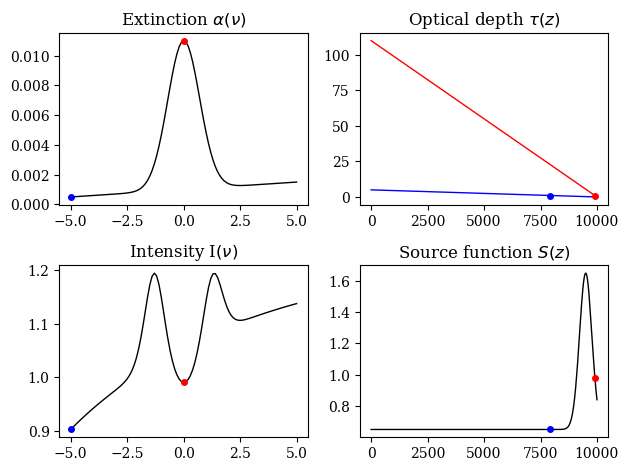 Extinction α(ν)
Optical depth τ(z)
0.010
0.008
0.006
0.004
0.002
0.000
−5.0 −2.5 0.0 2.5 5.0
100
75
50
25
0
0 2500 5000 7500 10000
Intensity I(ν)
Source function S(z)
1.2
1.1
1.0
0.9
−5.0 −2.5 0.0 2.5 5.0
1.6
1.4
1.2
1.0
0.8
0 2500 5000 7500 10000